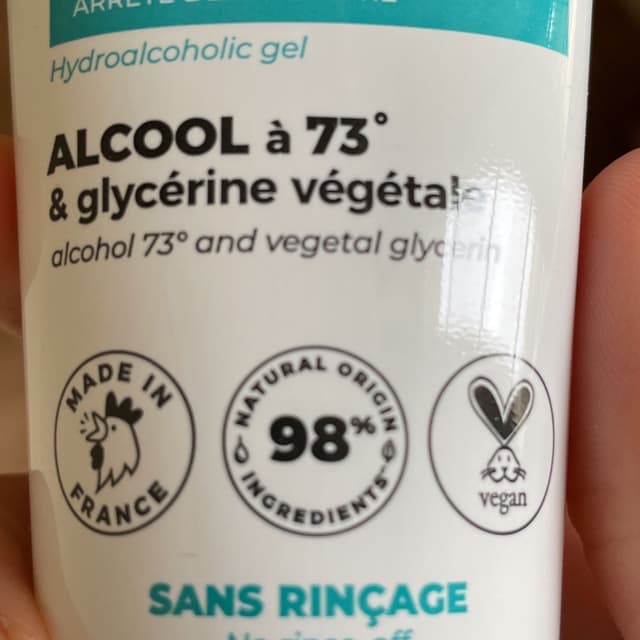 Hydroalcoholic gel
ALCOOL à 73°
& glycérine végétale
alcohol 73° and vegetal glycerin
MADE IN
FRANCE
NATURAL ORIGIN
98%
INGREDIENTS
vegan
SANS RINÇAGE